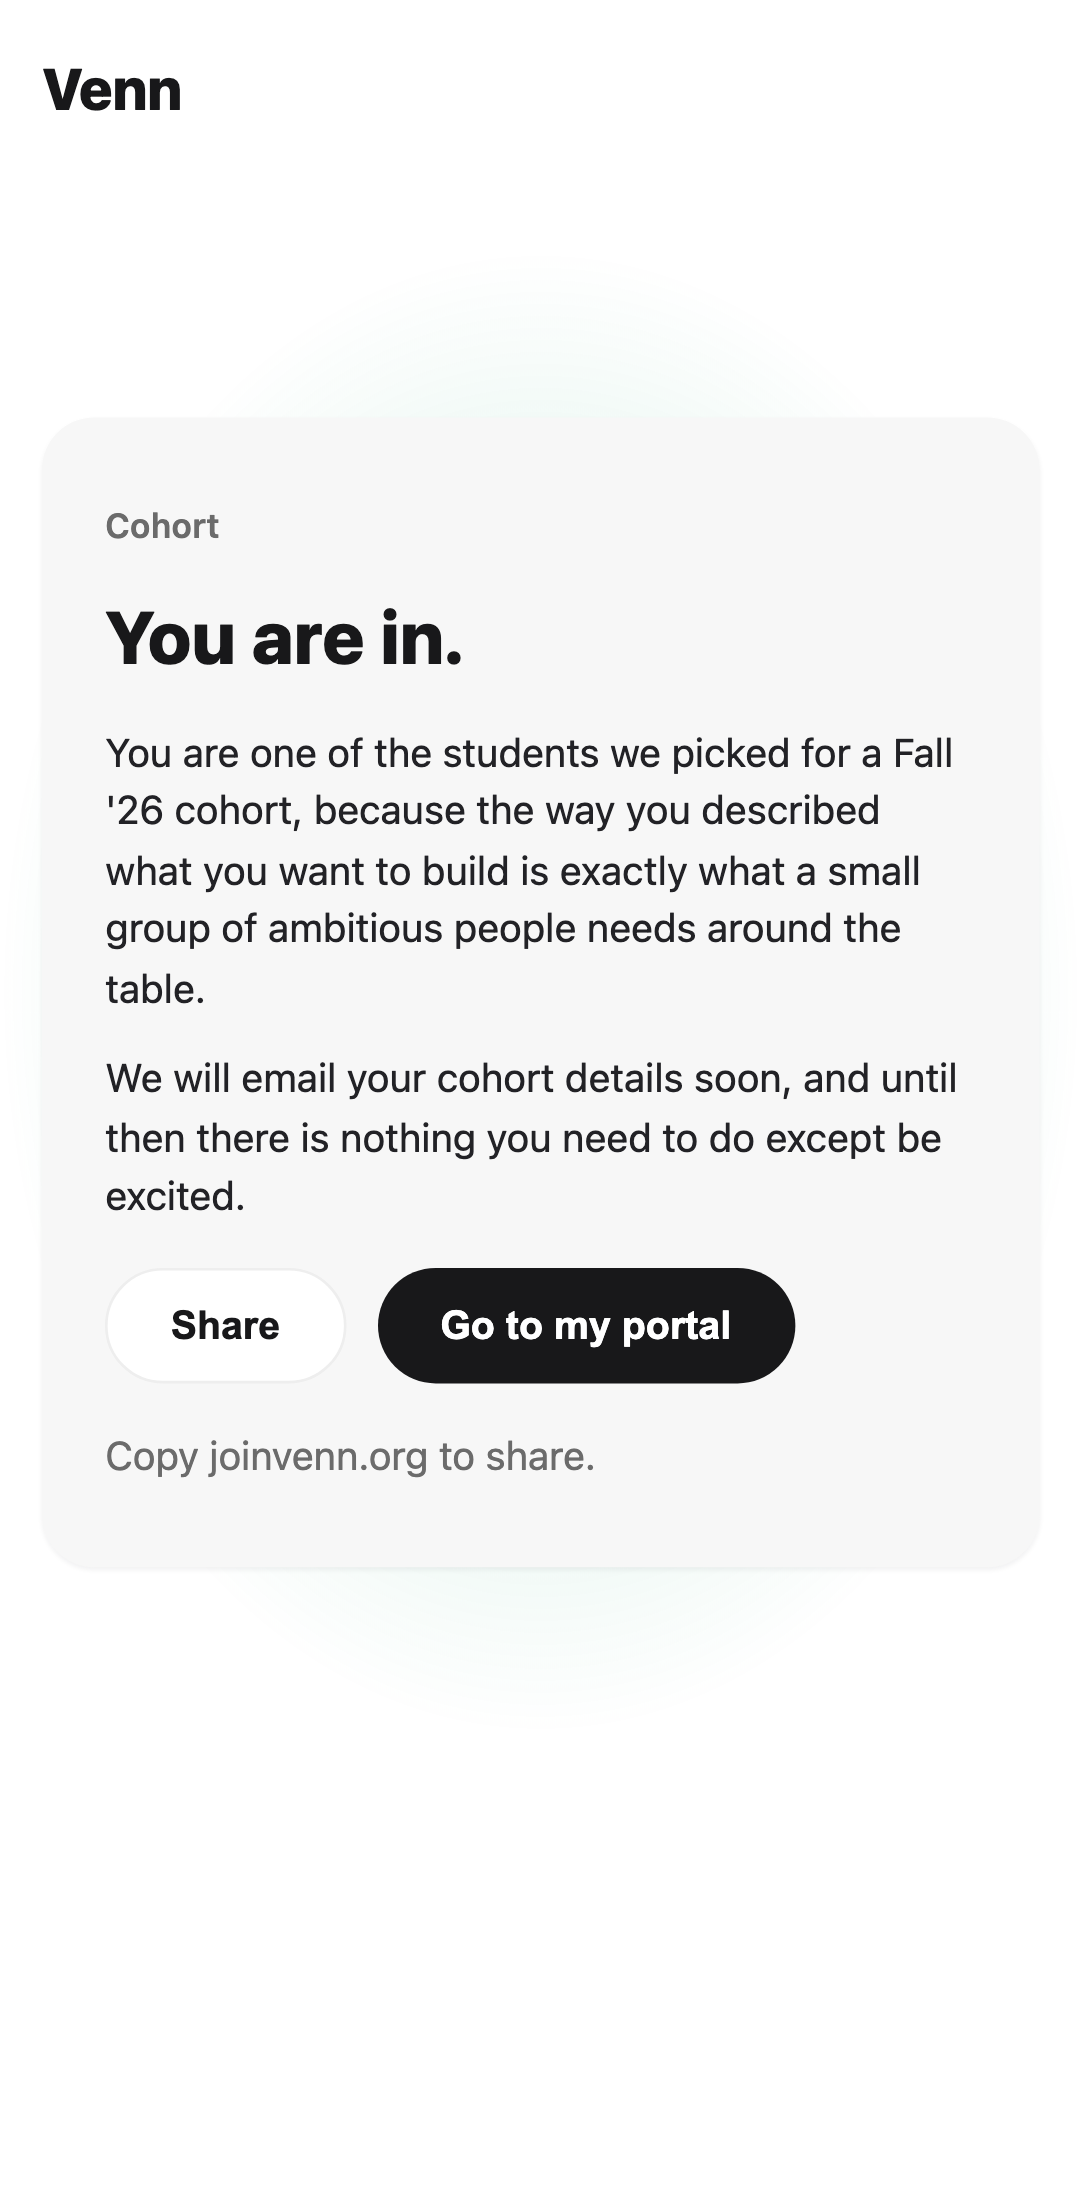 Venn
Cohort
You are in.
You are one of the students we picked for a Fall
'26 cohort, because the way you described
what you want to build is exactly what a small
group of ambitious people needs around the
table.
We will email your cohort details soon, and until
then there is nothing you need to do except be
excited.
Share
Go to my portal
Copy joinvenn.org to share.